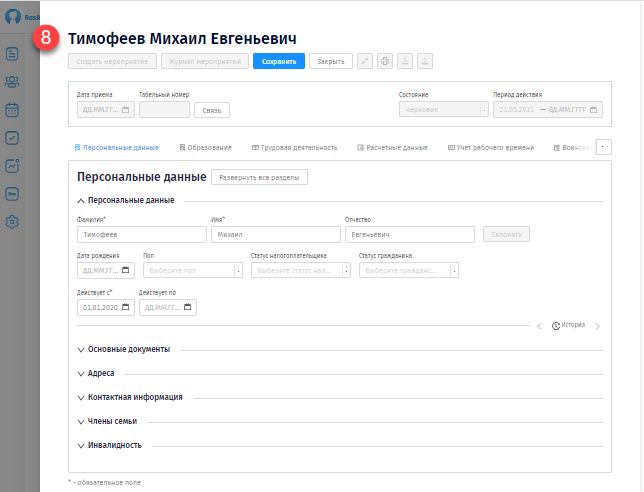 RosA
8
Тимофеев Михаил Евгеньевич
Создать мероприятие Журнал мероприятий Сохранить Закрыть
Дата приема Табельный номер Состояние Период действия
ДД.ММ.ГГ... Связь Черновик 21.05.2021 — ДД.ММ.ГГГГ
Персональные данные Образование Трудовая деятельность Расчетные данные Учет рабочего времени Воинск
Персональные данные Развернуть все разделы
Персональные данные
Фамилия* Имя* Отчество
Тимофеев Михаил Евгеньевич Склонить
Дата рождения Пол Статус налогоплательщика Статус гражданина
ДД.ММ.ГГ... Выберите пол Выберите статус нал... Выберите гражданс...
Действует с* Действует по
01.01.2020 ДД.ММ.ГГ...
История
Основные документы
Адреса
Контактная информация
Члены семьи
Инвалидность
* - обязательное поле